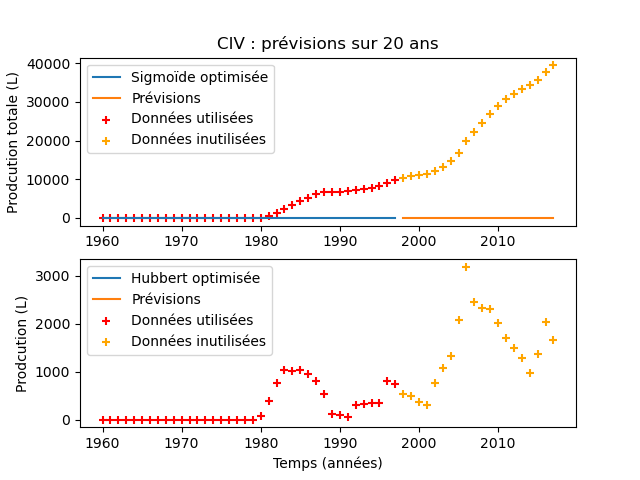 CIV : prévisions sur 20 ans
Prodcution totale (L)
40000
30000
20000
10000
0
Sigmoïde optimisée
Prévisions
Données utilisées
Données inutilisées
1960 1970 1980 1990 2000 2010
Prodcution (L)
3000
2000
1000
0
Hubbert optimisée
Prévisions
Données utilisées
Données inutilisées
1960 1970 1980 1990 2000 2010
Temps (années)